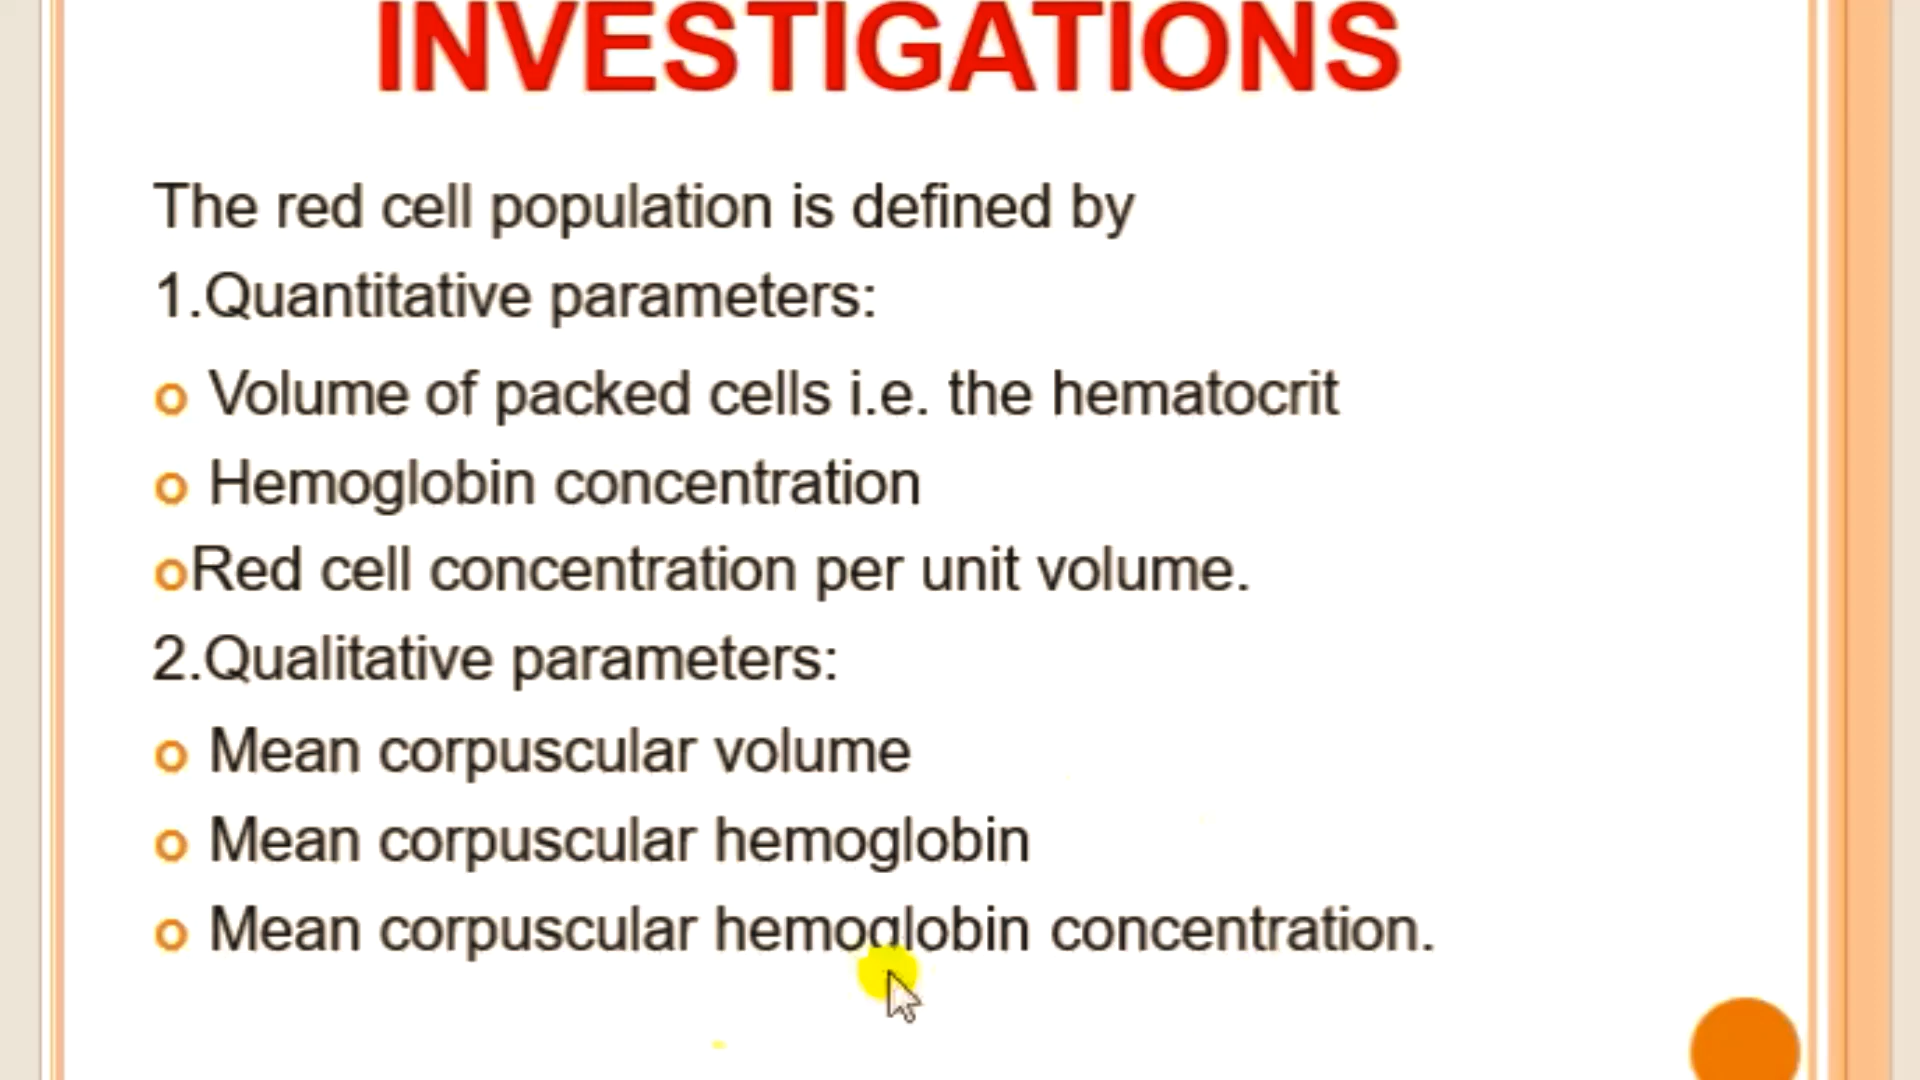 INVESTIGATIONS
The red cell population is defined by
1.Quantitative parameters:
o Volume of packed cells i.e. the hematocrit
o Hemoglobin concentration
oRed cell concentration per unit volume.
2.Qualitative parameters:
o Mean corpuscular volume
o Mean corpuscular hemoglobin
o Mean corpuscular hemoglobin concentration.